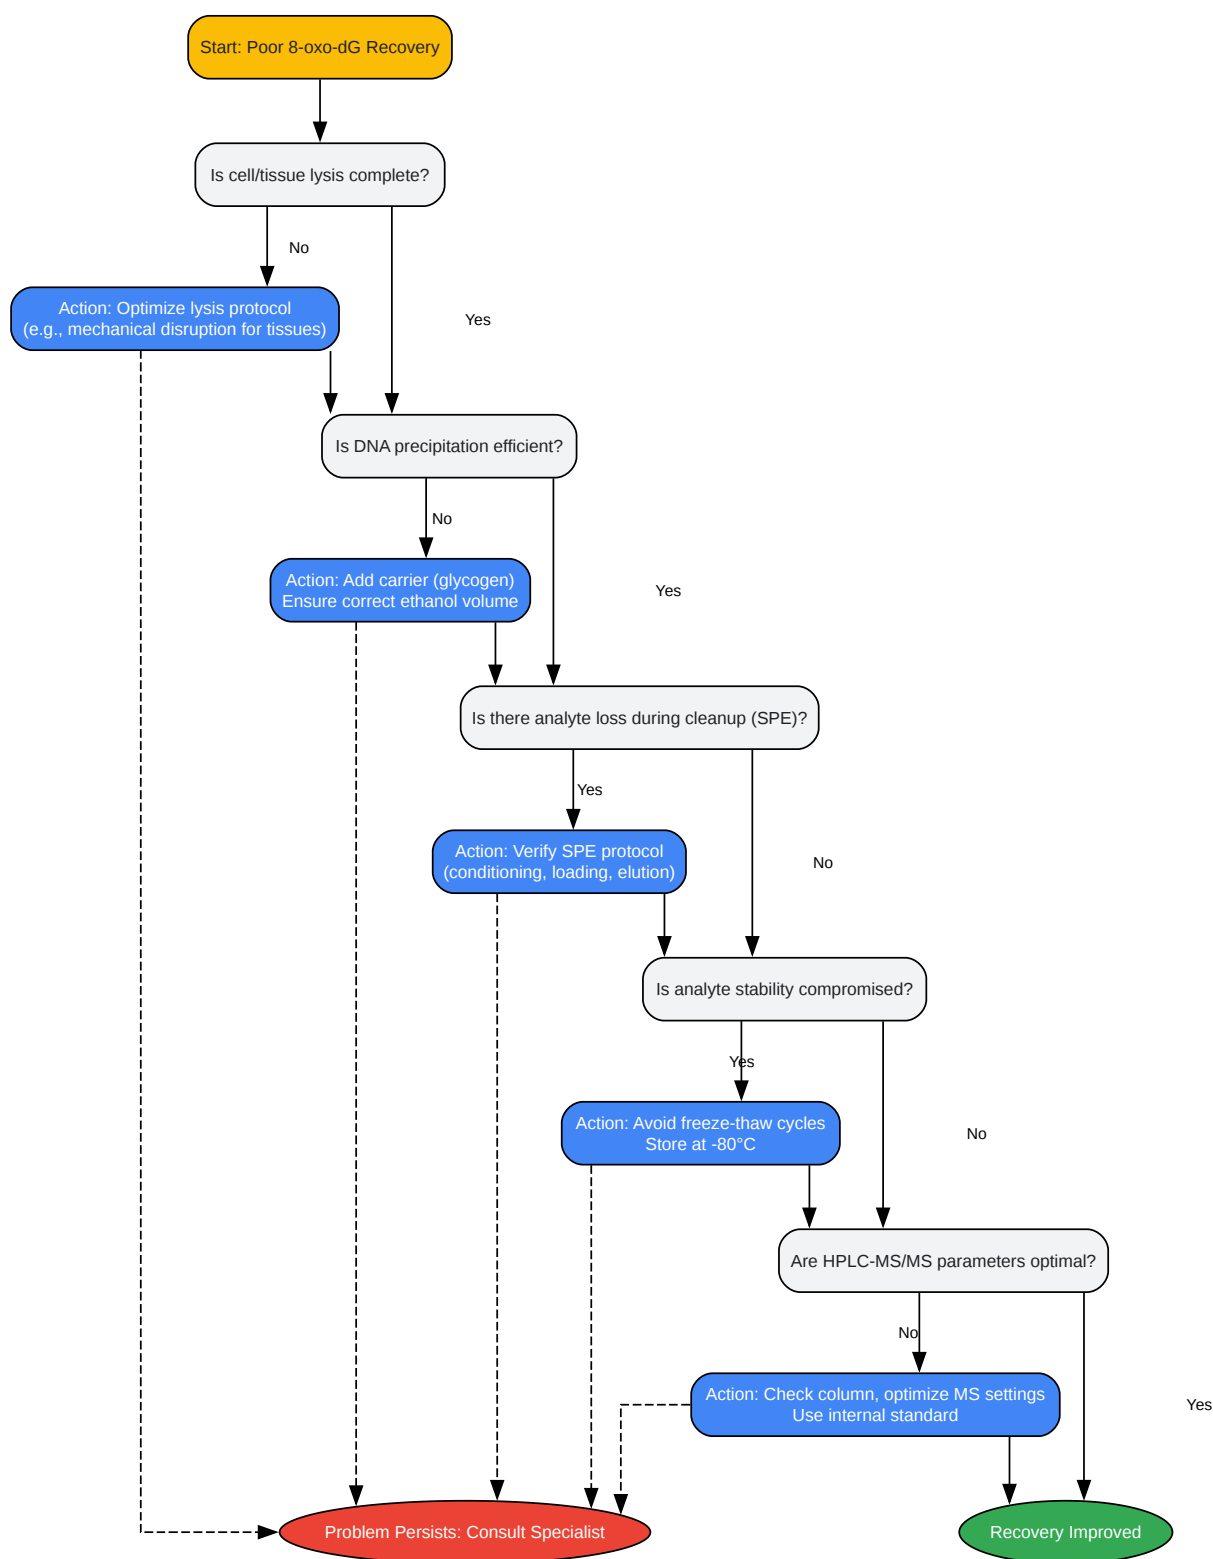 Start: Poor 8-oxo-dG Recovery
Is cell/tissue lysis complete?
No
Action: Optimize lysis protocol
(e.g., mechanical disruption for tissues)
Yes
Is DNA precipitation efficient?
No
Action: Add carrier (glycogen)
Ensure correct ethanol volume
Yes
Is there analyte loss during cleanup (SPE)?
Yes
Action: Verify SPE protocol
(conditioning, loading, elution)
No
Is analyte stability compromised?
Yes
Action: Avoid freeze-thaw cycles
Store at -80°C
No
Are HPLC-MS/MS parameters optimal?
No
Action: Check column, optimize MS settings
Use internal standard
Yes
Problem Persists: Consult Specialist
Recovery Improved